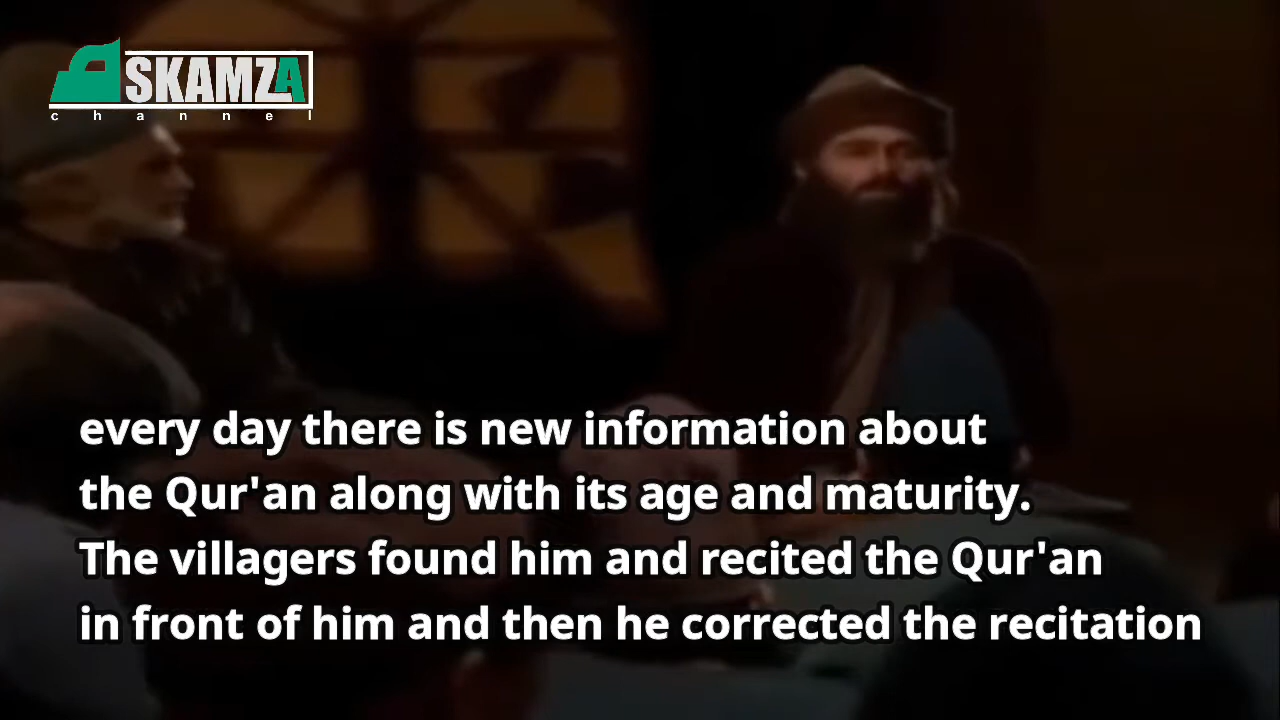 SKAMZA
channel
every day there is new information about
the Qur'an along with its age and maturity.
The villagers found him and recited the Qur'an
in front of him and then he corrected the recitation